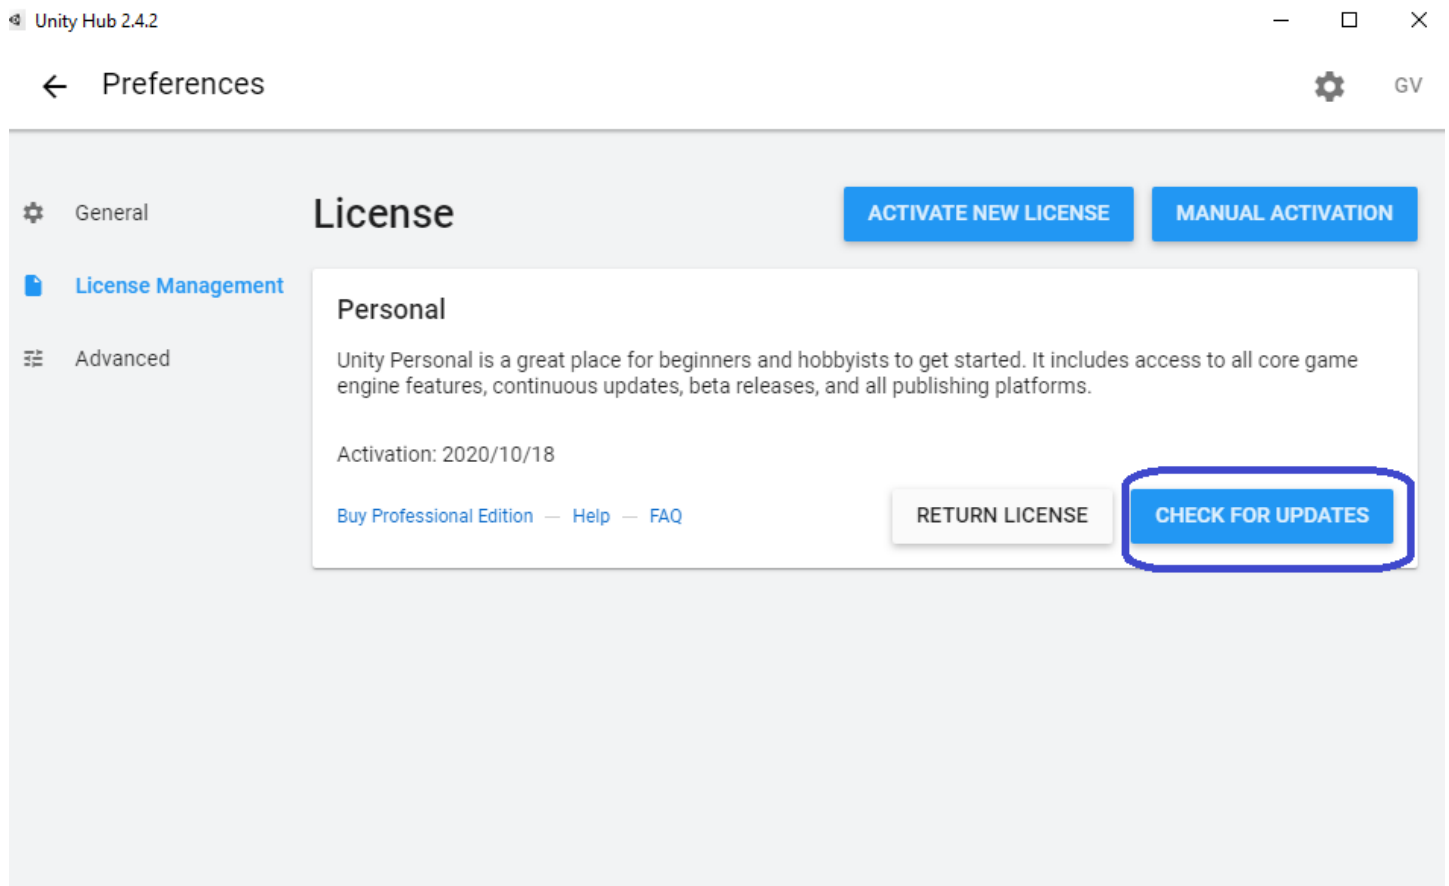 Unity Hub 2.4.2
Preferences
GV
General
License Management
Advanced
License
ACTIVATE NEW LICENSE
MANUAL ACTIVATION
Personal
Unity Personal is a great place for beginners and hobbyists to get started. It includes access to all core game
engine features, continuous updates, beta releases, and all publishing platforms.
Activation: 2020/10/18
Buy Professional Edition — Help — FAQ
RETURN LICENSE
CHECK FOR UPDATES